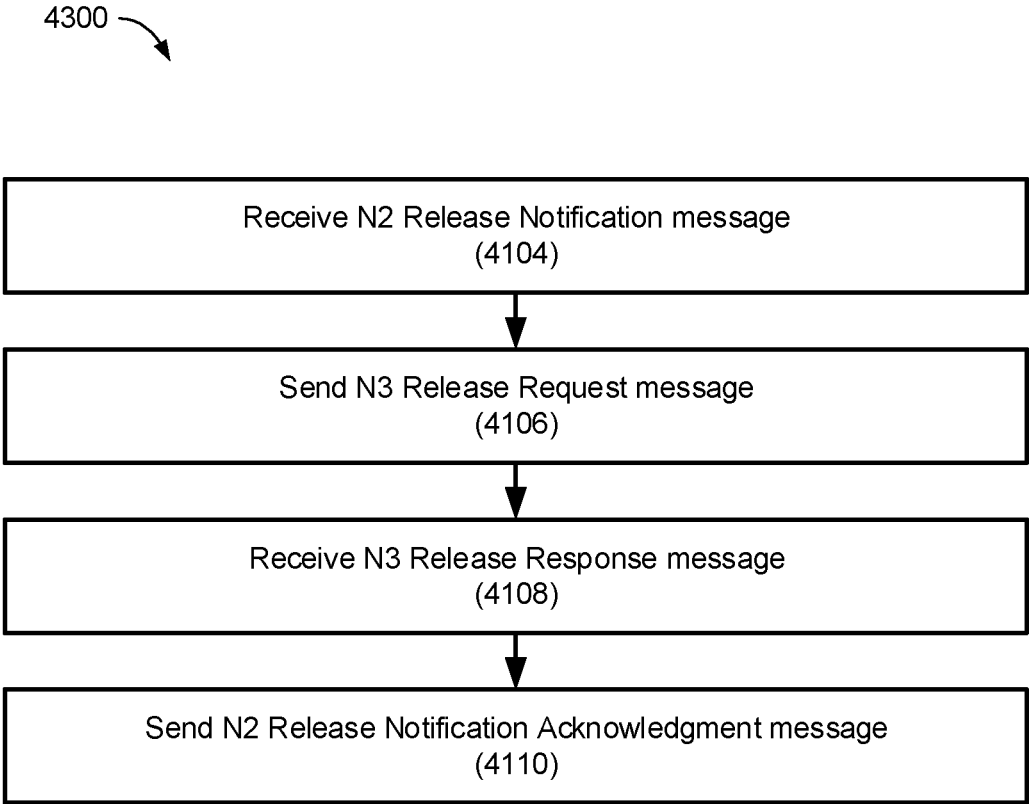 4300
Receive N2 Release Notification message
(4104)
Send N3 Release Request message
(4106)
Receive N3 Release Response message
(4108)
Send N2 Release Notification Acknowledgment message
(4110)